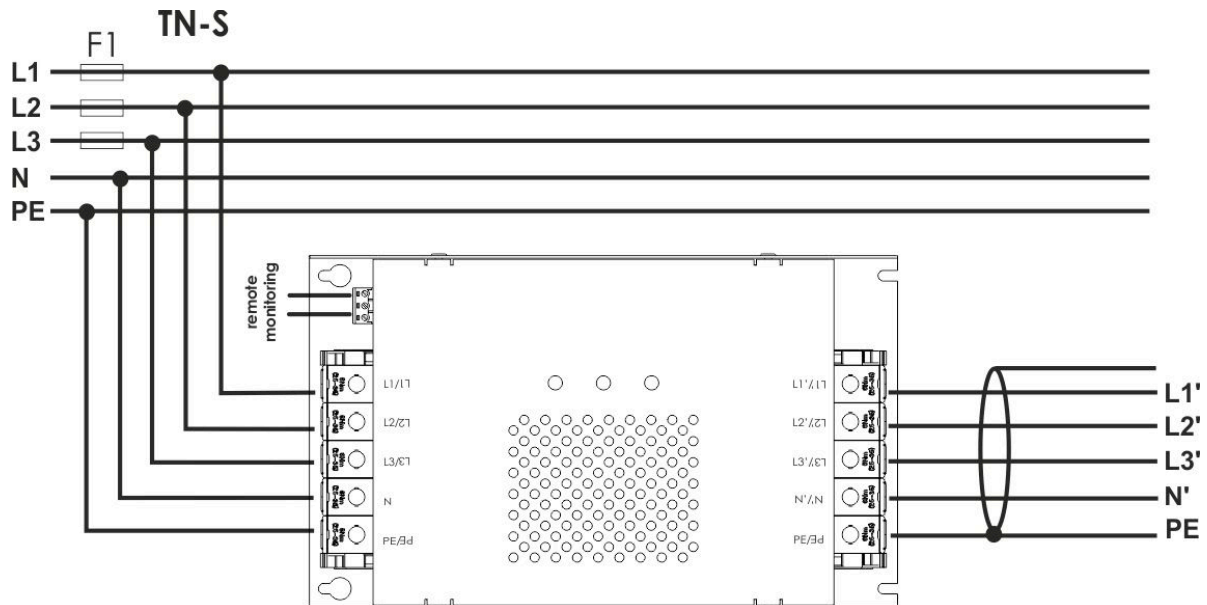 TN-S
F1
L1
L2
L3
N
PE
remote
monitoring
L1/L1
L2/L2
L3/L3
N
PE/PE
L1',L1'
L2',L2'
L3',L3'
N',N'
PE/PE
L1'
L2'
L3'
N'
PE